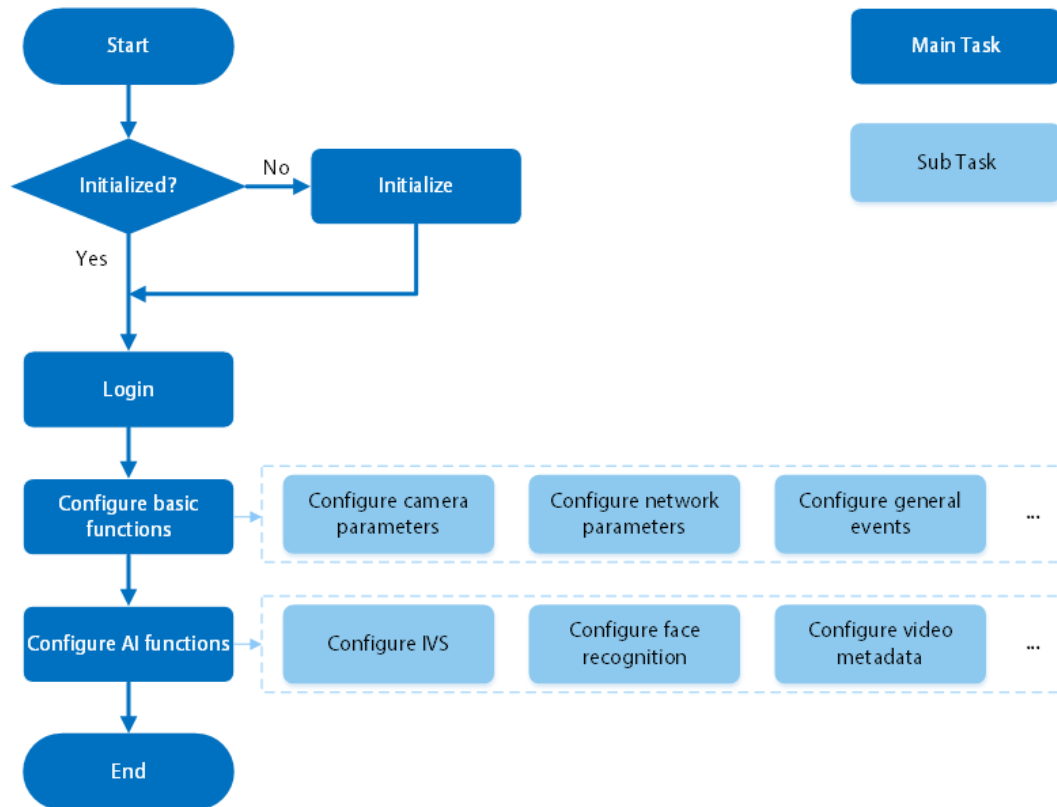 Start
Main Task
Initialized?
No
Initialize
Sub Task
Yes
Login
Configure basic
functions
Configure camera
parameters
Configure network
parameters
Configure general
events
...
Configure AI functions
Configure IVS
Configure face
recognition
Configure video
metadata
...
End